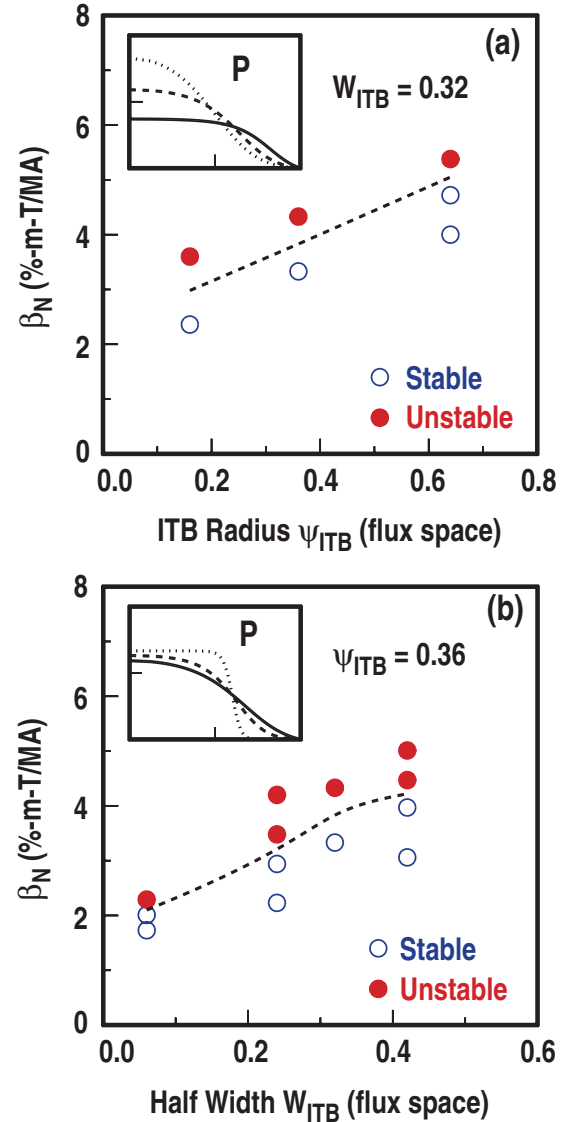 8
(a)
P
W_ITB = 0.32
6
β_N (%-m-T/MA)
4
2
Stable
Unstable
0
0.0 0.2 0.4 0.6 0.8
ITB Radius ψ_ITB (flux space)
8
(b)
P
ψ_ITB = 0.36
6
β_N (%-m-T/MA)
4
2
Stable
Unstable
0
0.0 0.2 0.4 0.6
Half Width W_ITB (flux space)